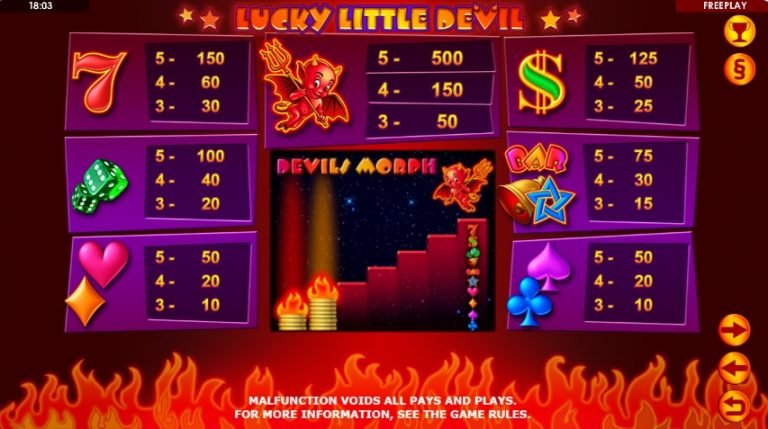 18:03
FREEPLAY
LUCKY LITTLE DEVIL
7
5 - 150
4 - 60
3 - 30
5 - 500
4 - 150
3 - 50
$
5 - 125
4 - 50
3 - 25
§
5 - 100
4 - 40
3 - 20
DEVILS MORPH
BAR
5 - 75
4 - 30
3 - 15
5 - 50
4 - 20
3 - 10
7
$
5 - 50
4 - 20
3 - 10
MALFUNCTION VOIDS ALL PAYS AND PLAYS.
FOR MORE INFORMATION, SEE THE GAME RULES.